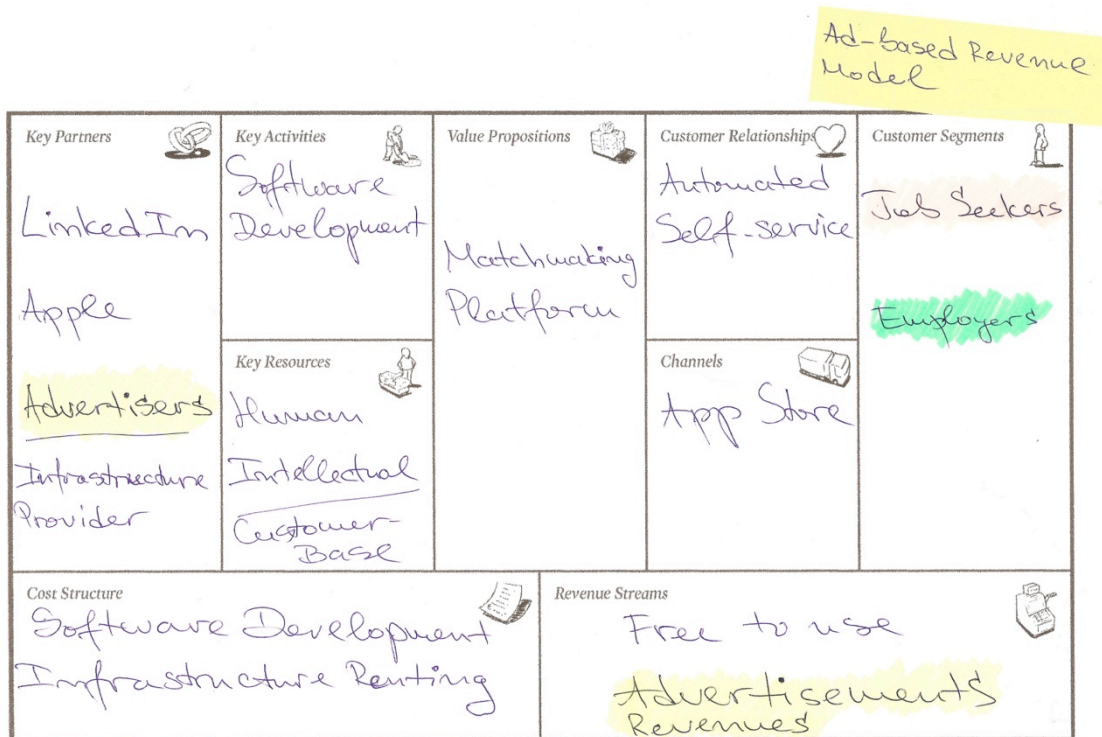 Ad-based Revenue
Model
Key Partners
LinkedIn
Apple
Advertisers
Infrastructure
Provider
Key Activities
Software
Development
Key Resources
Human
Intellectual
Customer-
Base
Value Propositions
Matchmaking
Platform
Customer Relationships
Automated
Self-service
Channels
App Store
Customer Segments
Job Seekers
Employers
Cost Structure
Software Development
Infrastructure Renting
Revenue Streams
Free to use
Advertisements
Revenues